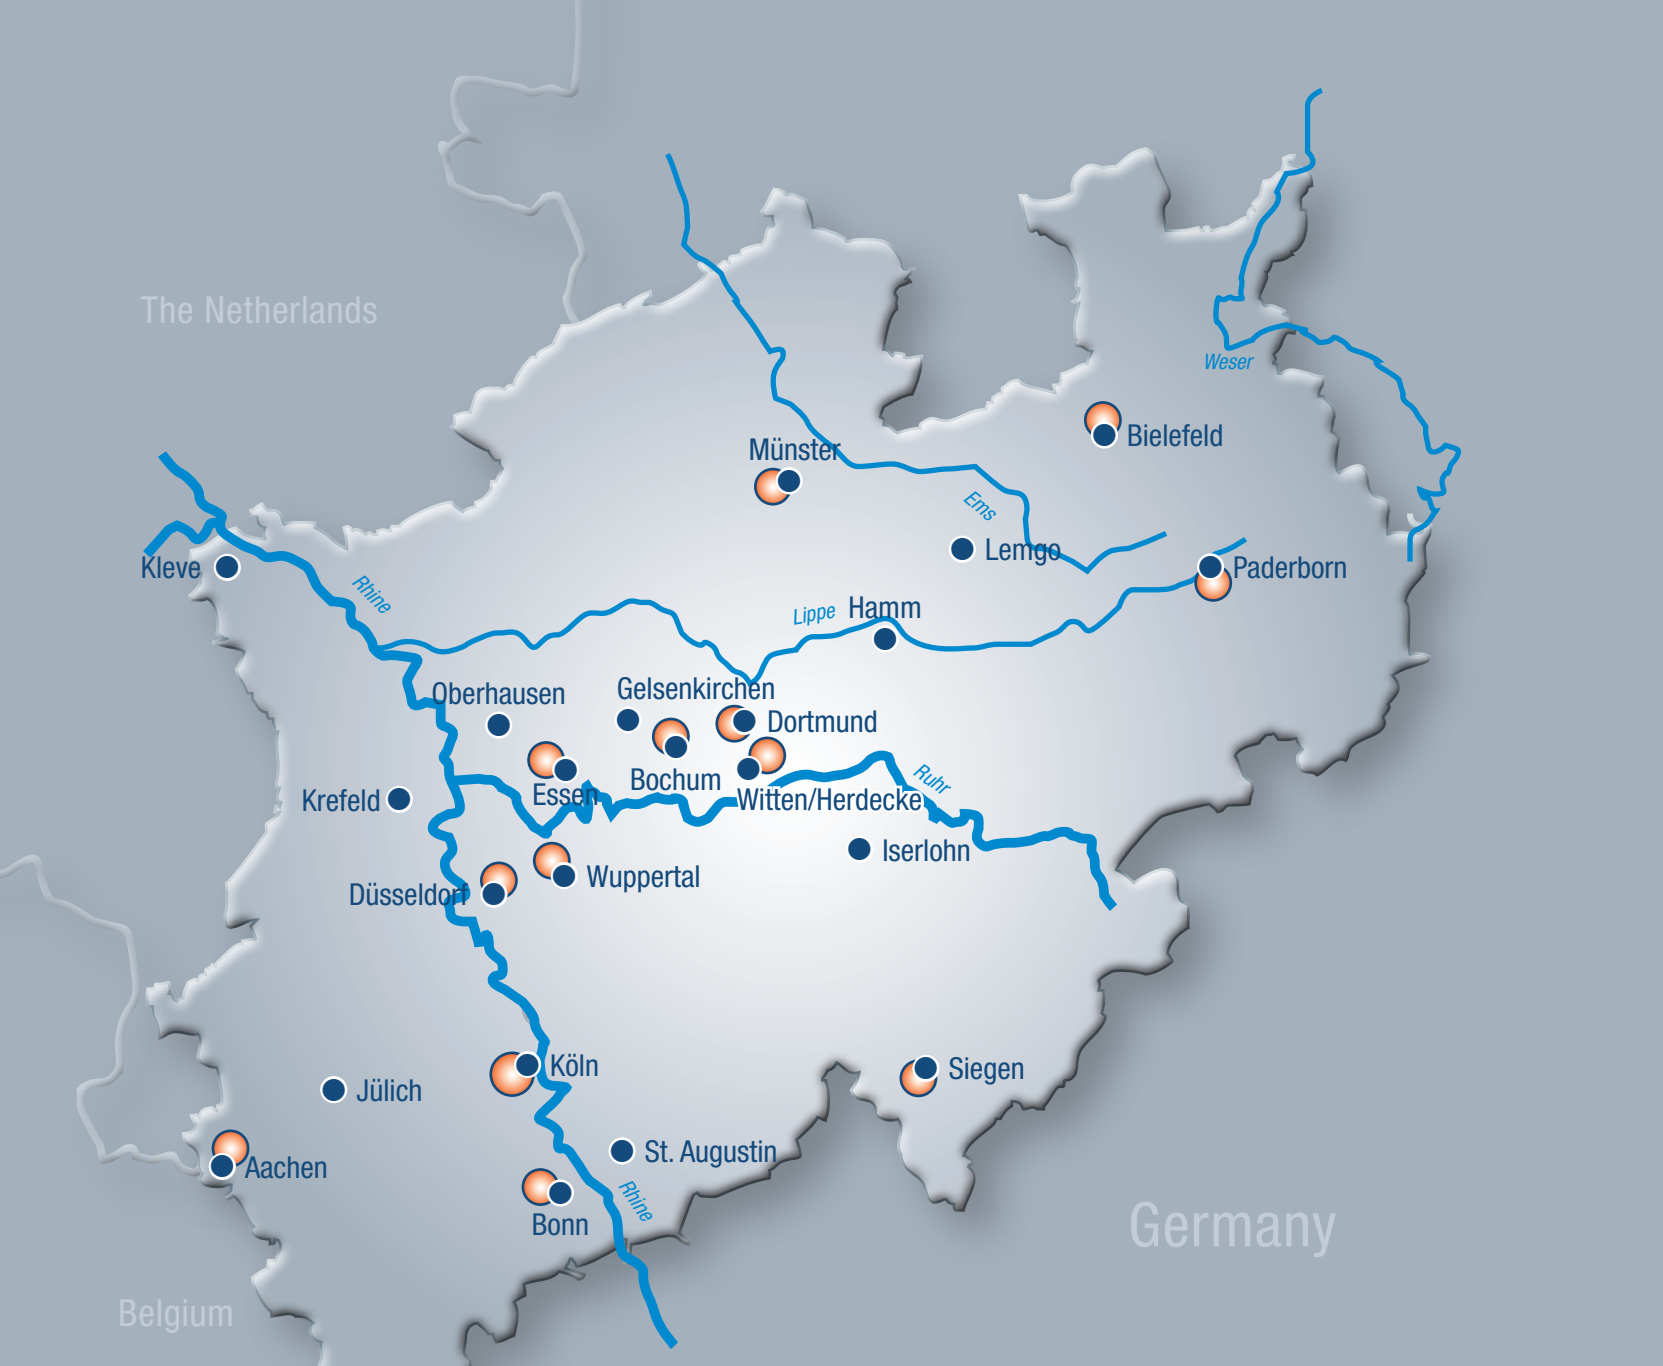 The Netherlands
Weser
Bielefeld
Münster
Ems
Lemgo
Kleve
Paderborn
Rhine
Lippe
Hamm
Oberhausen
Gelsenkirchen
Dortmund
Bochum
Ruhr
Essen
Krefeld
Witten/Herdecke
Iserlohn
Wuppertal
Düsseldorf
Köln
Siegen
Jülich
St. Augustin
Aachen
Rhine
Bonn
Germany
Belgium